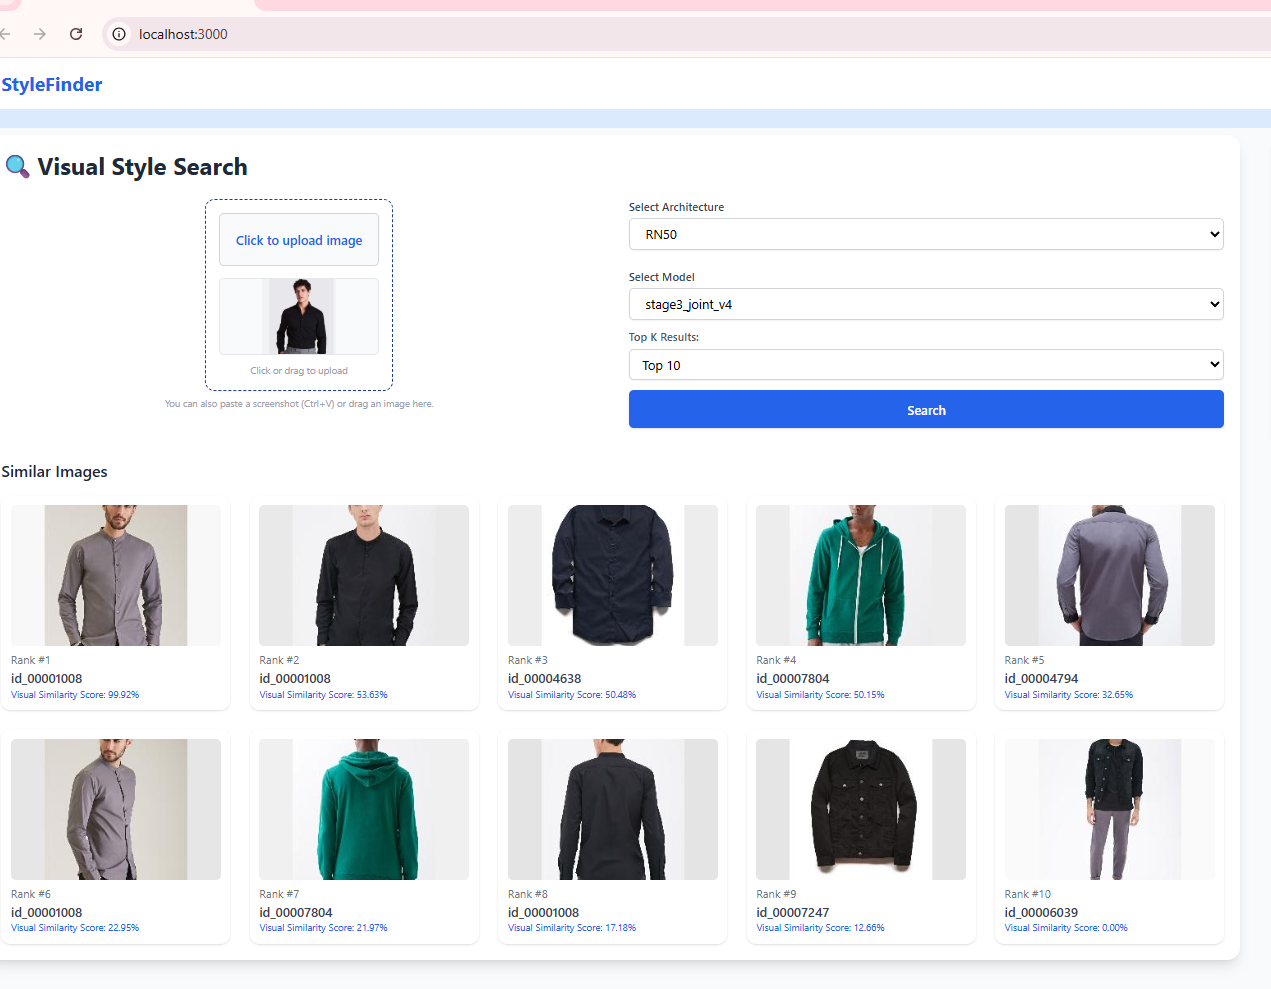 localhost:3000
StyleFinder
🔍 Visual Style Search
Click to upload image
Click or drag to upload
You can also paste a screenshot (Ctrl+V) or drag an image here.
Select Architecture
RN50
Select Model
stage3_joint_v4
Top K Results:
Top 10
Search
Similar Images
Rank #1
id_00001008
Visual Similarity Score: 99.92%
Rank #2
id_00001008
Visual Similarity Score: 53.63%
Rank #3
id_00004638
Visual Similarity Score: 50.48%
Rank #4
id_00007804
Visual Similarity Score: 50.15%
Rank #5
id_00004794
Visual Similarity Score: 32.65%
Rank #6
id_00001008
Visual Similarity Score: 22.95%
Rank #7
id_00007804
Visual Similarity Score: 21.97%
Rank #8
id_00001008
Visual Similarity Score: 17.18%
Rank #9
id_00007247
Visual Similarity Score: 12.66%
Rank #10
id_00006039
Visual Similarity Score: 0.00%